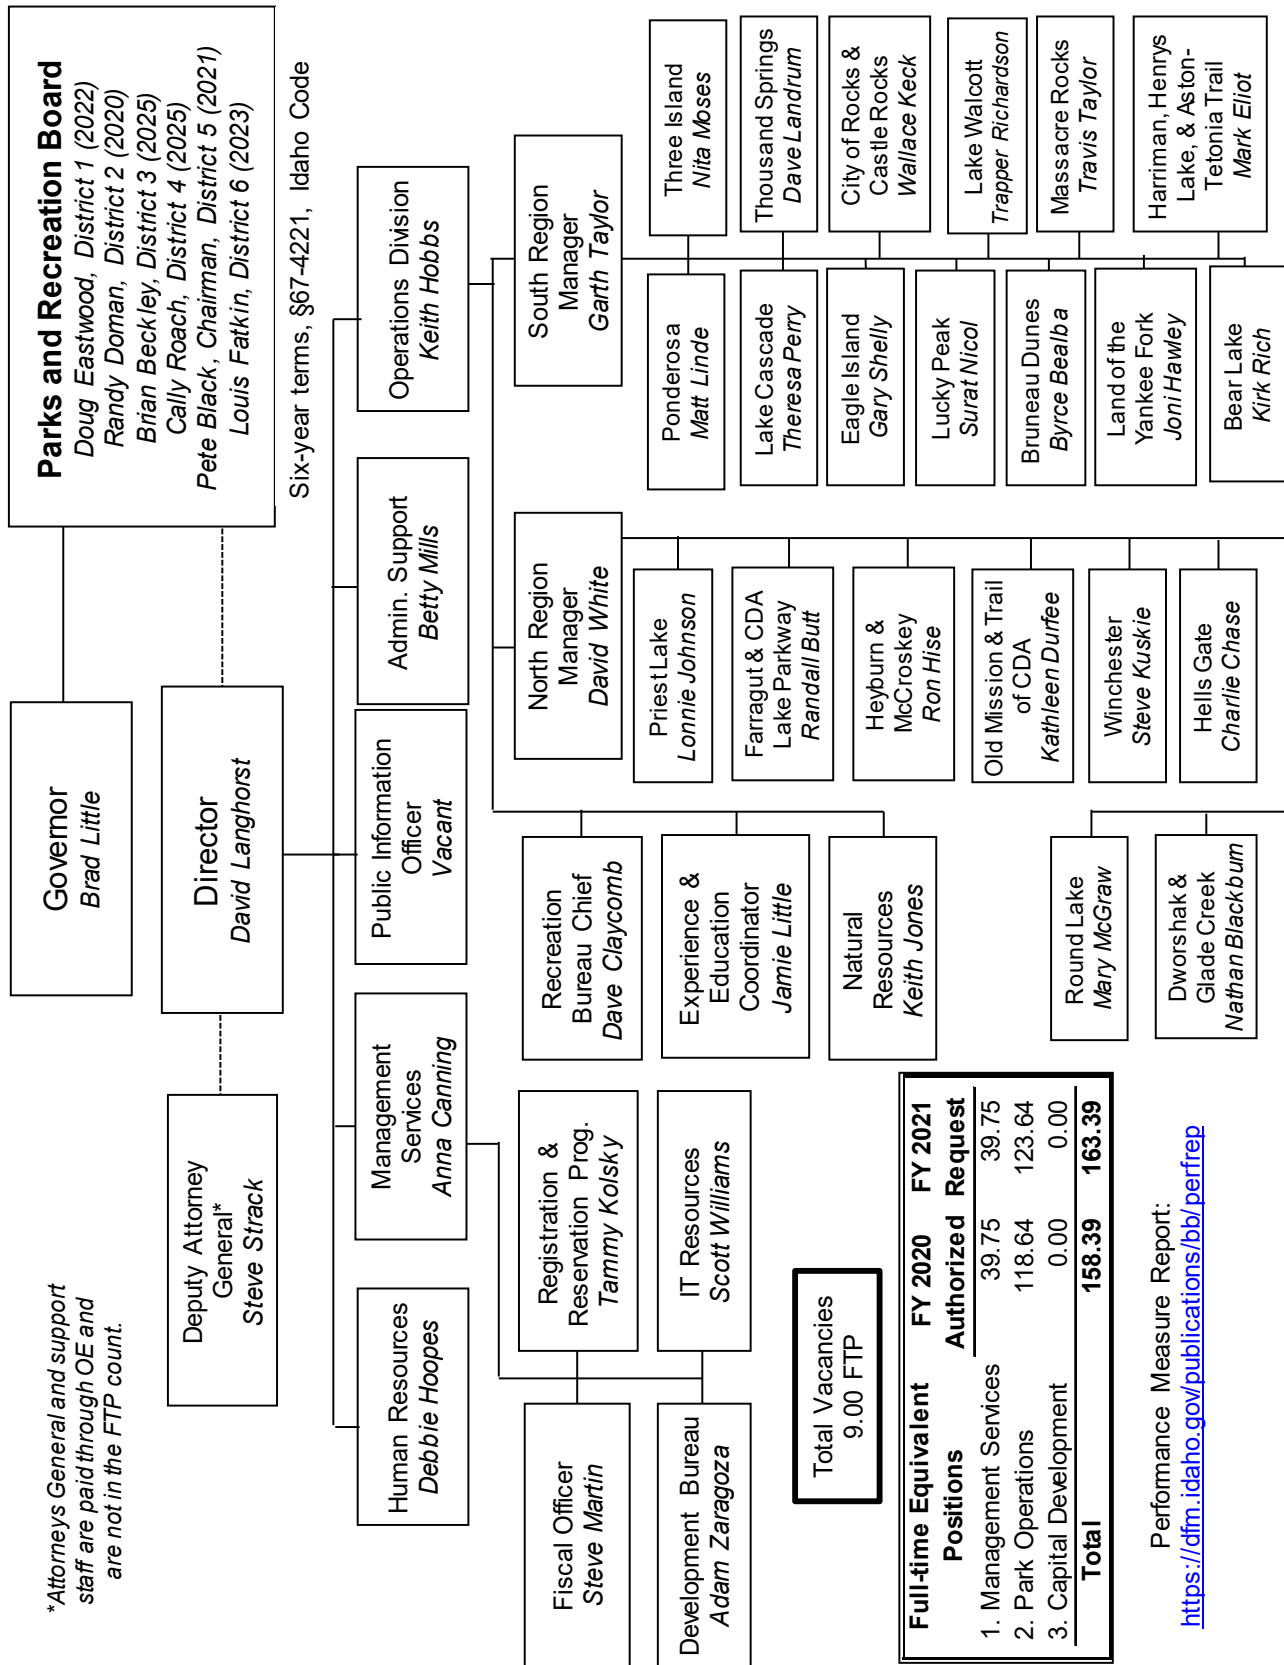 Parks and Recreation Board
Doug Eastwood, District 1 (2022)
Randy Doman, District 2 (2020)
Brian Beckley, District 3 (2025)
Cally Roach, District 4 (2025)
Pete Black, Chairman, District 5 (2021)
Louis Fatkin, District 6 (2023)
Six-year terms, §67-4221, Idaho Code
Governor
Brad Little
Director
David Langhorst
Deputy Attorney
General*
Steve Strack
*Attorneys General and support
staff are paid through OE and
are not in the FTP count.
Human Resources
Debbie Hoopes
Management
Services
Anna Canning
Public Information
Officer
Vacant
Admin. Support
Betty Mills
Operations Division
Keith Hobbs
Fiscal Officer
Steve Martin
Registration &
Reservation Prog.
Tammy Kolsky
Development Bureau
Adam Zaragoza
IT Resources
Scott Williams
Recreation
Bureau Chief
Dave Claycomb
Experience &
Education
Coordinator
Jamie Little
Natural
Resources
Keith Jones
North Region
Manager
David White
Priest Lake
Lonnie Johnson
Farragut & CDA
Lake Parkway
Randall Butt
Heyburn &
McCroskey
Ron Hise
Old Mission & Trail
of CDA
Kathleen Durfee
Winchester
Steve Kuskie
Hells Gate
Charlie Chase
Round Lake
Mary McGraw
Dworshak &
Glade Creek
Nathan Blackburn
South Region
Manager
Garth Taylor
Ponderosa
Matt Linde
Three Island
Nita Moses
Lake Cascade
Theresa Perry
Thousand Springs
Dave Landrum
Eagle Island
Gary Shelly
City of Rocks &
Castle Rocks
Wallace Keck
Lucky Peak
Surat Nicol
Lake Walcott
Trapper Richardson
Bruneau Dunes
Byrce Bealba
Massacre Rocks
Travis Taylor
Land of the
Yankee Fork
Joni Hawley
Harriman, Henrys
Lake, & Aston-
Tetonia Trail
Mark Eliot
Bear Lake
Kirk Rich
Total Vacancies
9.00 FTP
Full-time Equivalent FY 2020 FY 2021
Positions Authorized Request
1. Management Services 39.75 39.75
2. Park Operations 118.64 123.64
3. Capital Development 0.00 0.00
Total 158.39 163.39
Performance Measure Report:
https://dfm.idaho.gov/publications/bb/perfrep